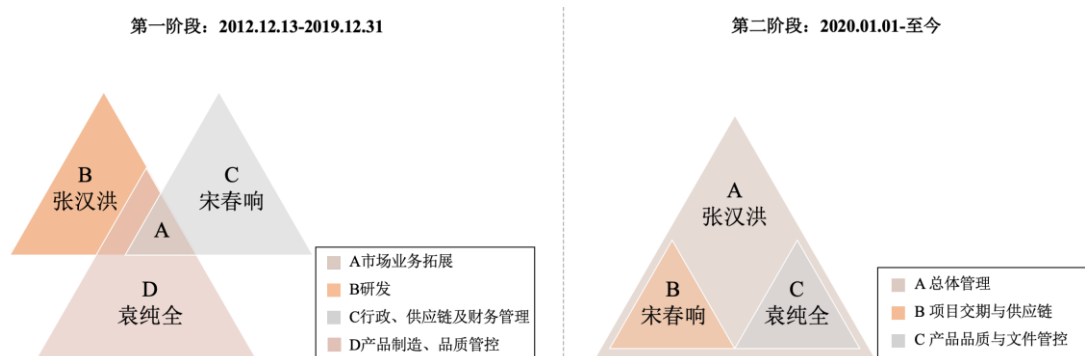 第一阶段：2012.12.13-2019.12.31
B
张汉洪
C
宋春响
A
D
袁纯全
A市场业务拓展
B研发
C行政、供应链及财务管理
D产品制造、品质管控
第二阶段：2020.01.01-至今
A
张汉洪
B
宋春响
C
袁纯全
A 总体管理
B 项目交期与供应链
C 产品品质与文件管控